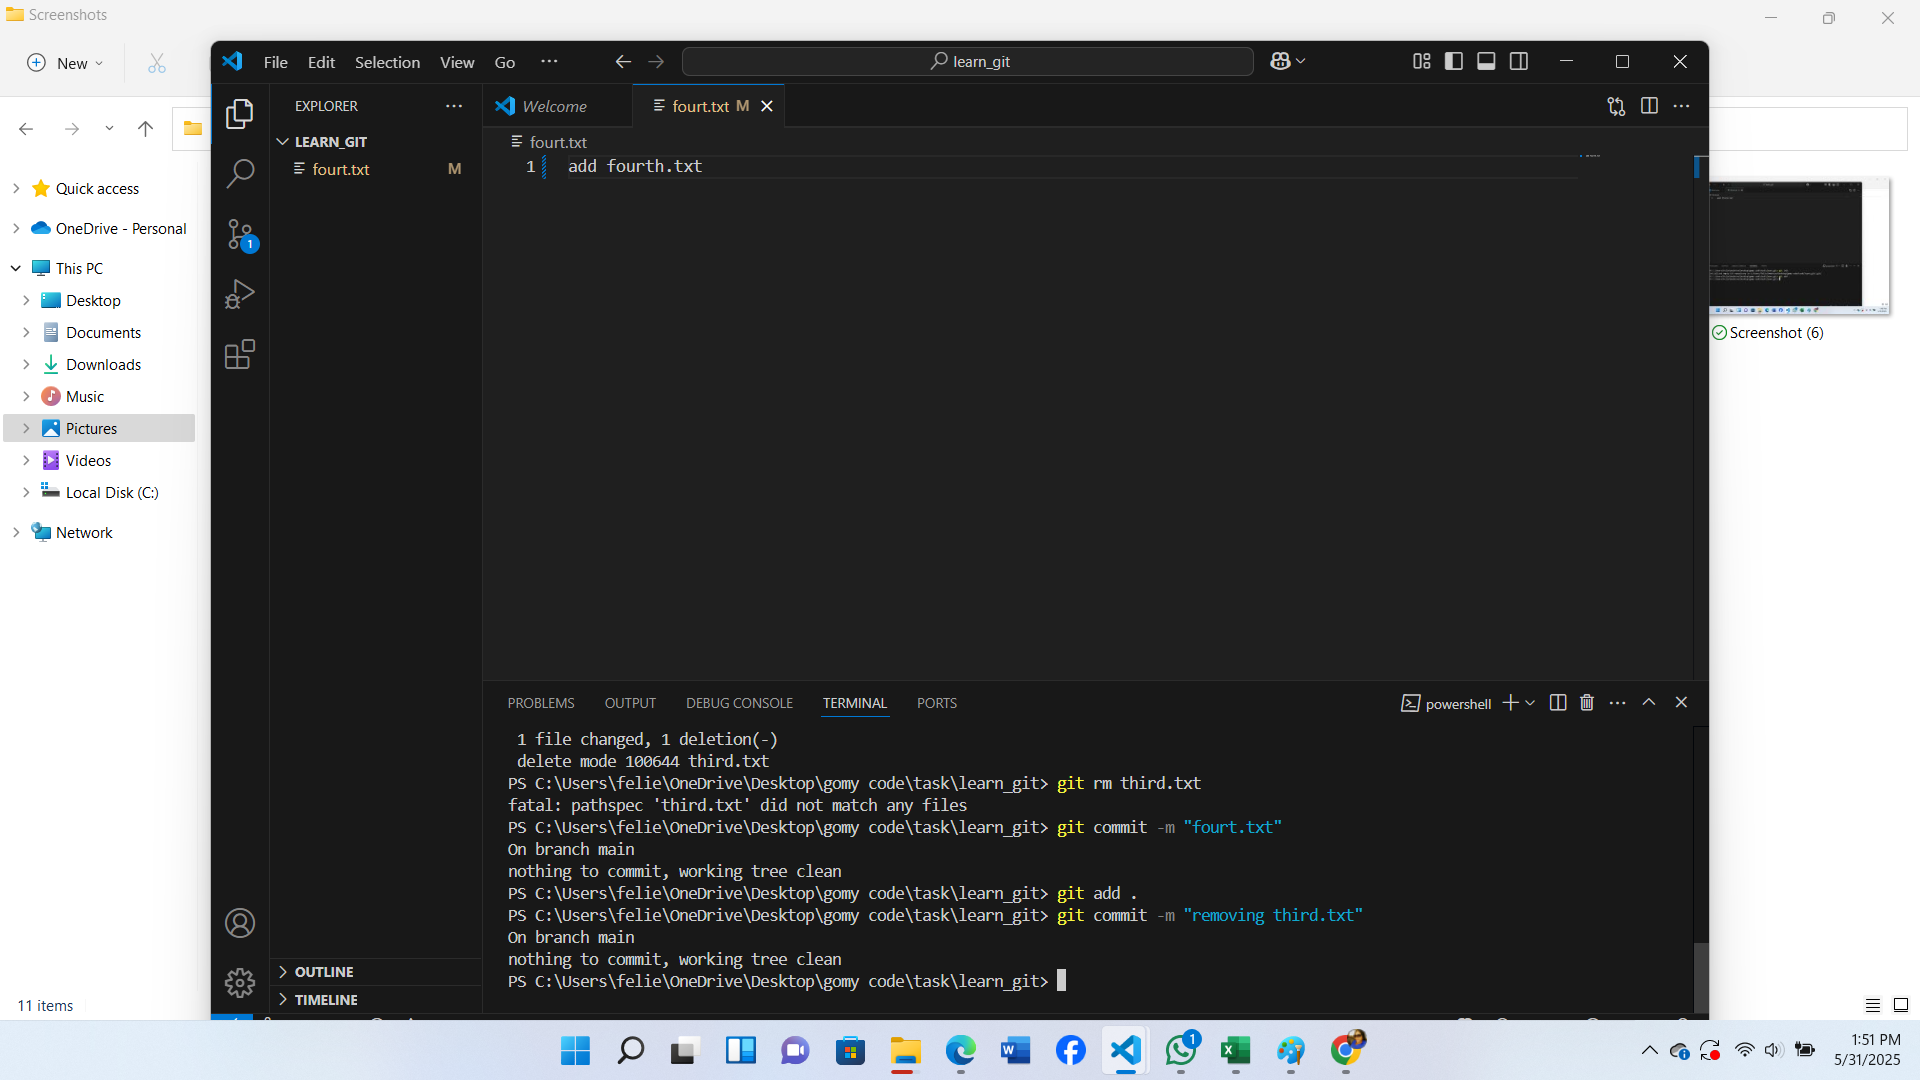 Screenshots
New
File Edit Selection View Go ··· learn_git
EXPLORER ···
Welcome
fourt.txt M
LEARN_GIT
fourt.txt M
fourt.txt
1 add fourth.txt
1
Quick access
OneDrive - Personal
This PC
Desktop
Documents
Downloads
Music
Pictures
Videos
Local Disk (C:)
Network
Screenshot (6)
PROBLEMS OUTPUT DEBUG CONSOLE TERMINAL PORTS
powershell
1 file changed, 1 deletion(-)
delete mode 100644 third.txt
PS C:\Users\felie\OneDrive\Desktop\gomy code\task\learn_git> git rm third.txt
fatal: pathspec 'third.txt' did not match any files
PS C:\Users\felie\OneDrive\Desktop\gomy code\task\learn_git> git commit -m "fourt.txt"
On branch main
nothing to commit, working tree clean
PS C:\Users\felie\OneDrive\Desktop\gomy code\task\learn_git> git add .
PS C:\Users\felie\OneDrive\Desktop\gomy code\task\learn_git> git commit -m "removing third.txt"
On branch main
nothing to commit, working tree clean
PS C:\Users\felie\OneDrive\Desktop\gomy code\task\learn_git>
OUTLINE
TIMELINE
11 items
1
1:51 PM
5/31/2025